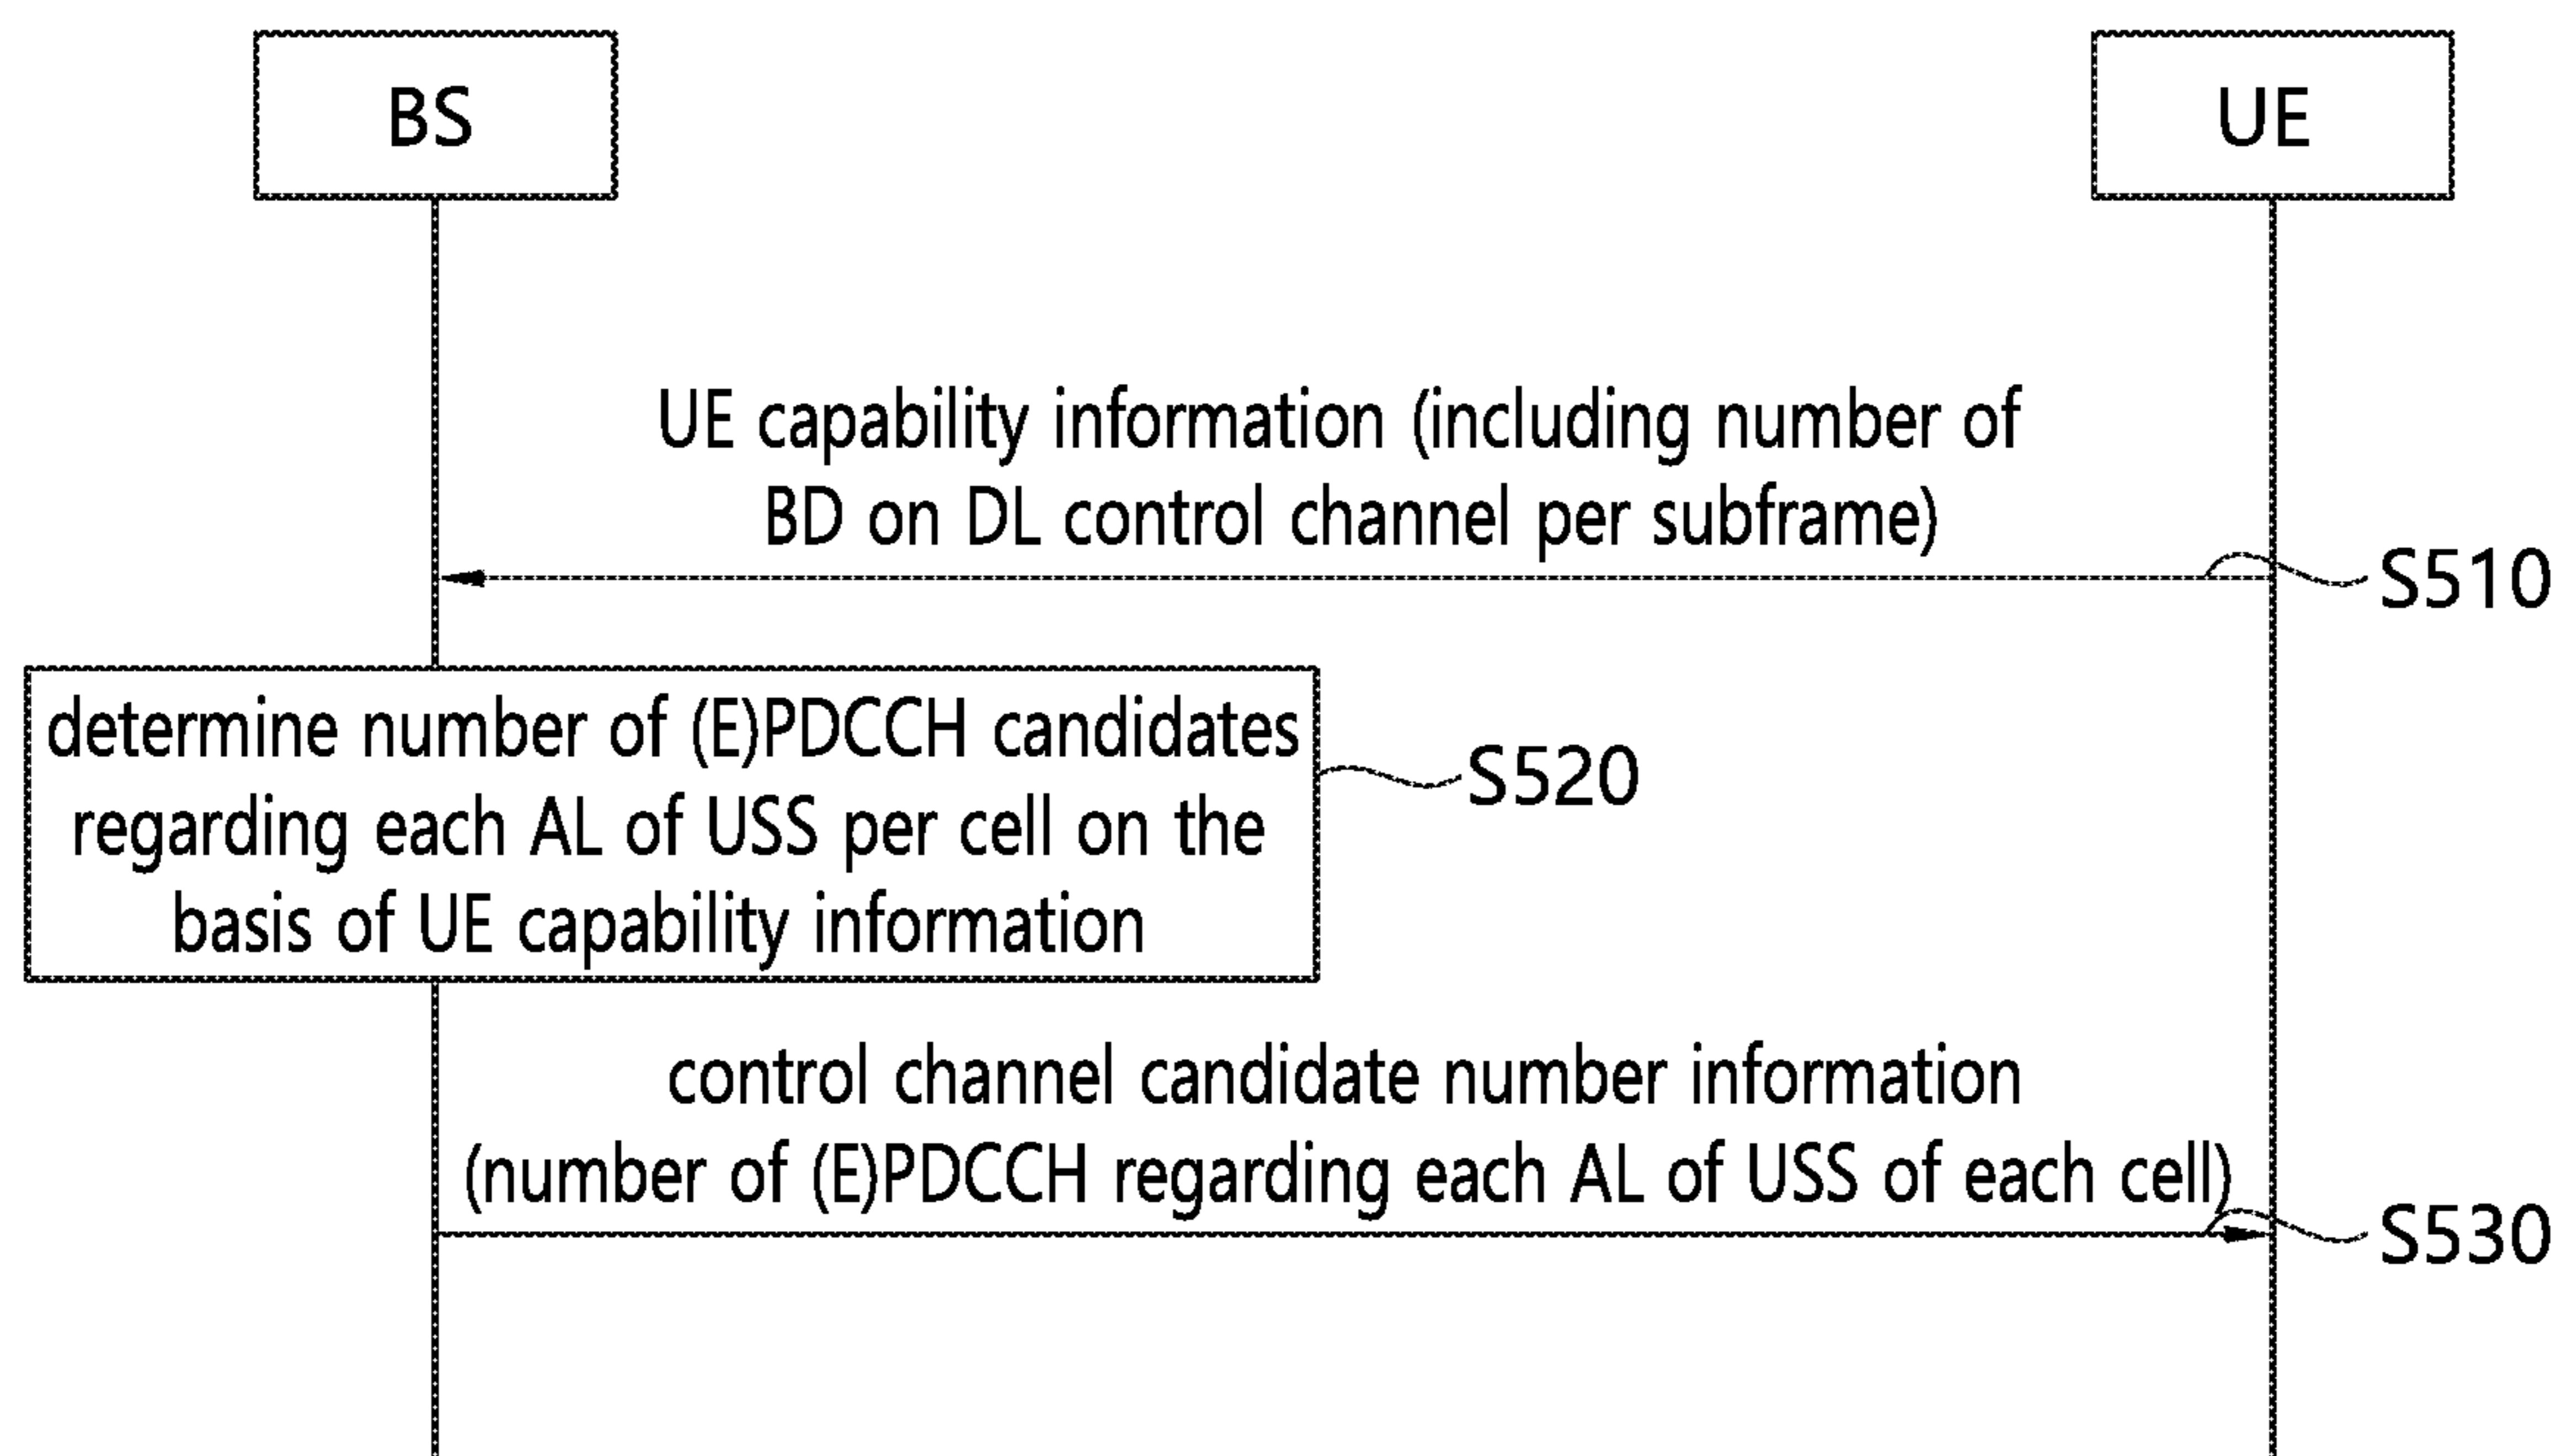 BS
UE
UE capability information (including number of
BD on DL control channel per subframe)
S510
determine number of (E)PDCCH candidates
regarding each AL of USS per cell on the
basis of UE capability information
S520
control channel candidate number information
(number of (E)PDCCH regarding each AL of USS of each cell)
S530